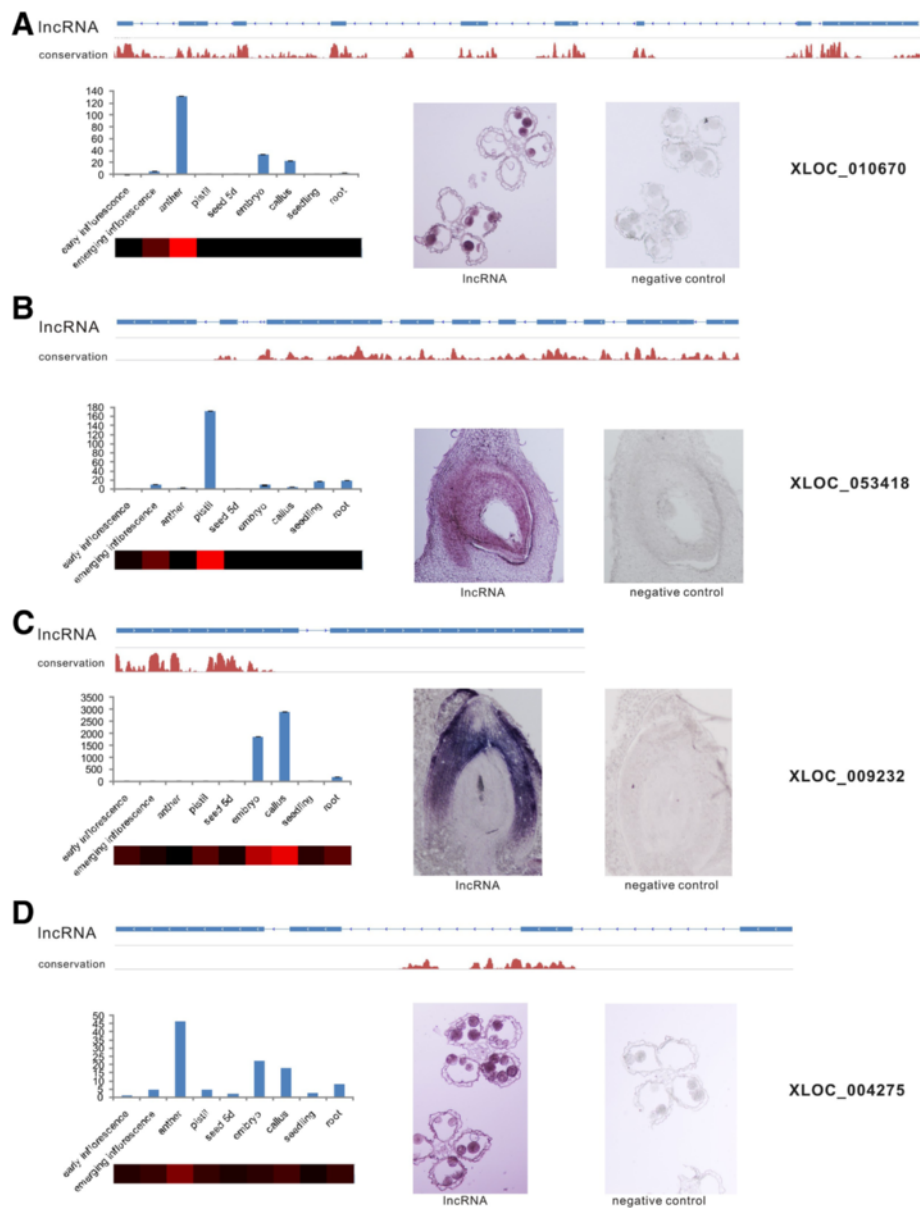 A
lncRNA
conservation
140
120
100
80
60
40
20
0
early inflorescence
emerging inflorescence
anther
pistil
seed 5d
embryo
callus
seedling
root
lncRNA
negative control
XLOC_010670
B
lncRNA
conservation
180
160
140
120
100
80
60
40
20
0
early inflorescence
emerging inflorescence
anther
pistil
seed 5d
embryo
callus
seedling
root
lncRNA
negative control
XLOC_053418
C
lncRNA
conservation
3500
3000
2500
2000
1500
1000
500
0
early inflorescence
emerging inflorescence
anther
pistil
seed 5d
embryo
callus
seedling
root
lncRNA
negative control
XLOC_009232
D
lncRNA
conservation
50
45
40
35
30
25
20
15
10
5
0
early inflorescence
emerging inflorescence
anther
pistil
seed 5d
embryo
callus
seedling
root
lncRNA
negative control
XLOC_004275